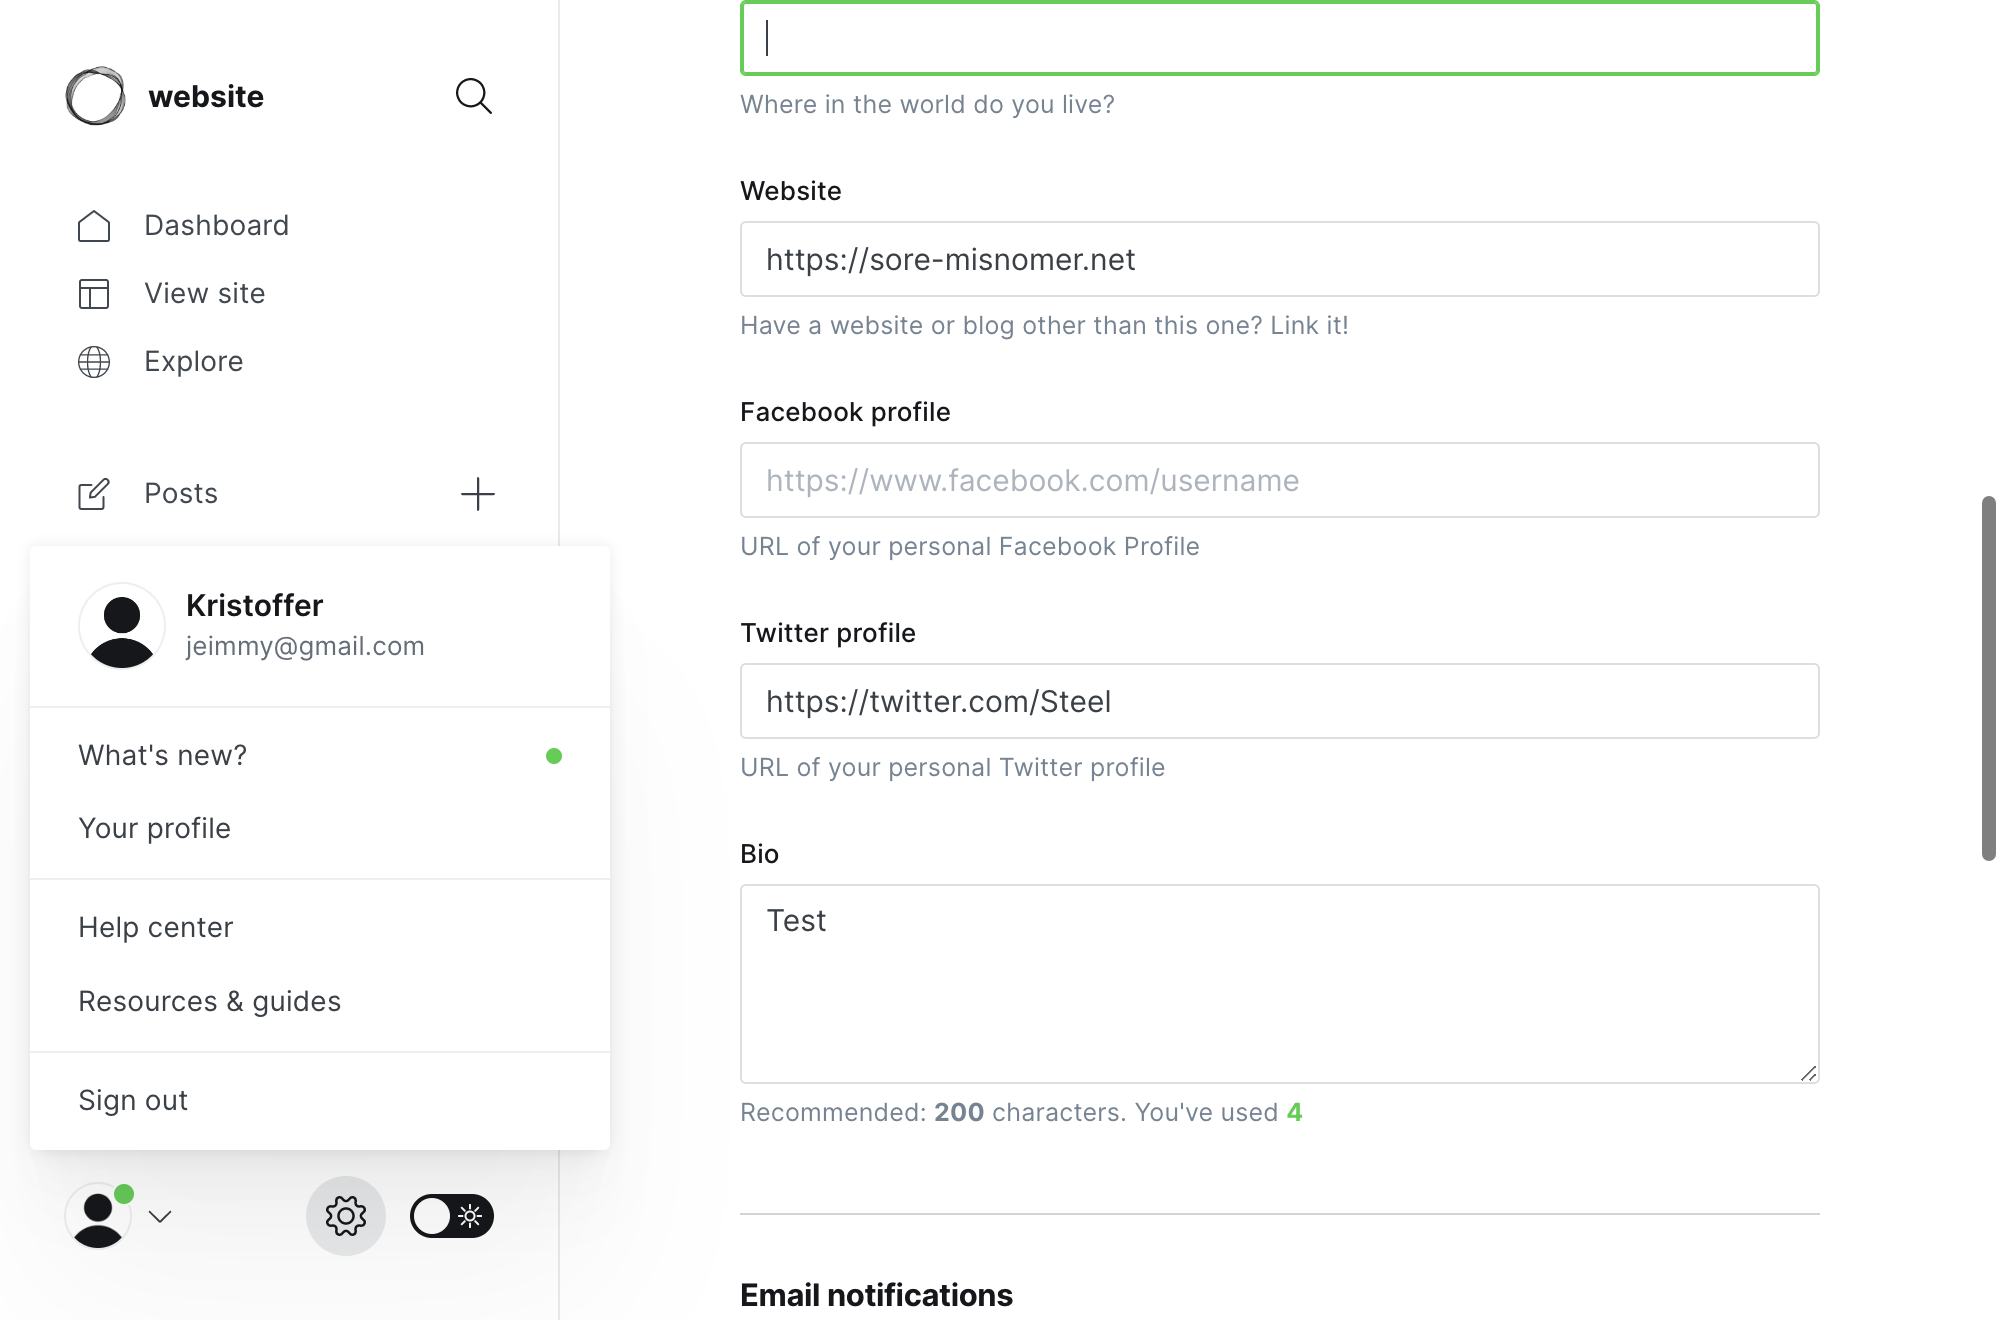 website
Dashboard
View site
Explore
Posts
Kristoffer
jeimmy@gmail.com
What's new?
Your profile
Help center
Resources & guides
Sign out
Where in the world do you live?
Website
https://sore-misnomer.net
Have a website or blog other than this one? Link it!
Facebook profile
https://www.facebook.com/username
URL of your personal Facebook Profile
Twitter profile
https://twitter.com/Steel
URL of your personal Twitter profile
Bio
Test
Recommended: 200 characters. You've used 4
Email notifications